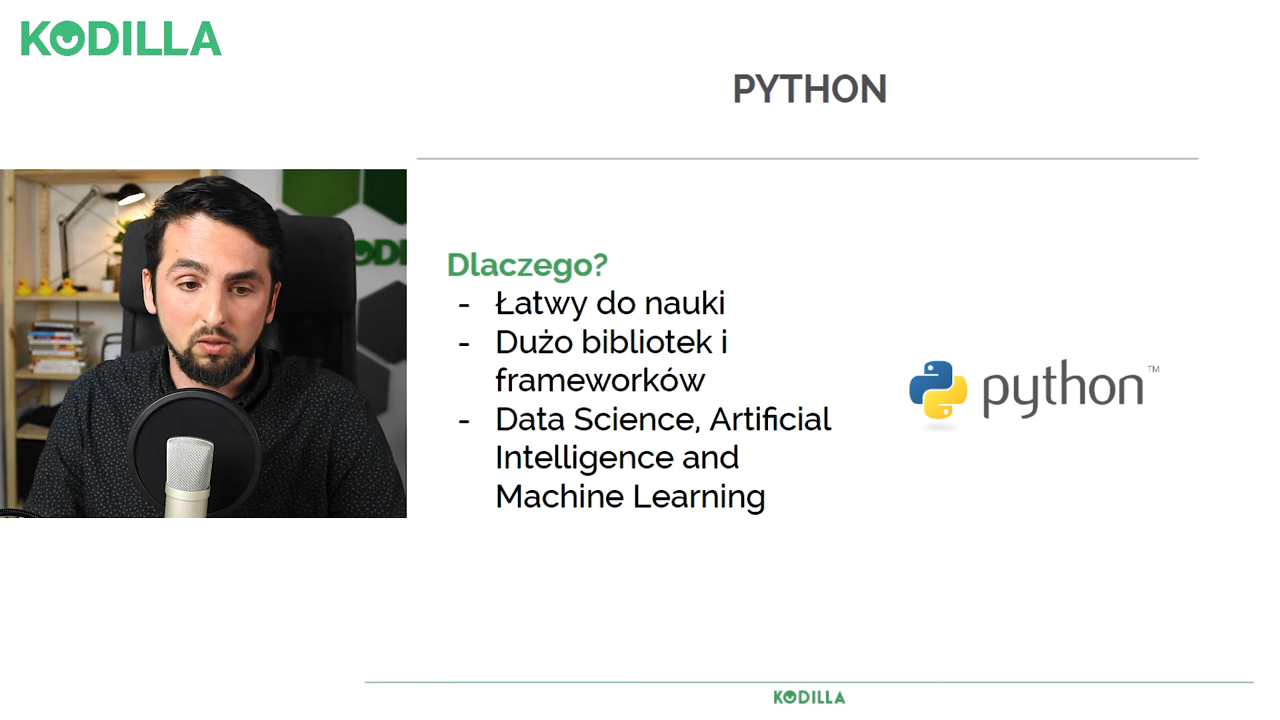 KODILLA
PYTHON
Dlaczego?
- Łatwy do nauki
- Dużo bibliotek i
frameworków
- Data Science, Artificial
Intelligence and
Machine Learning
python™
KODILLA